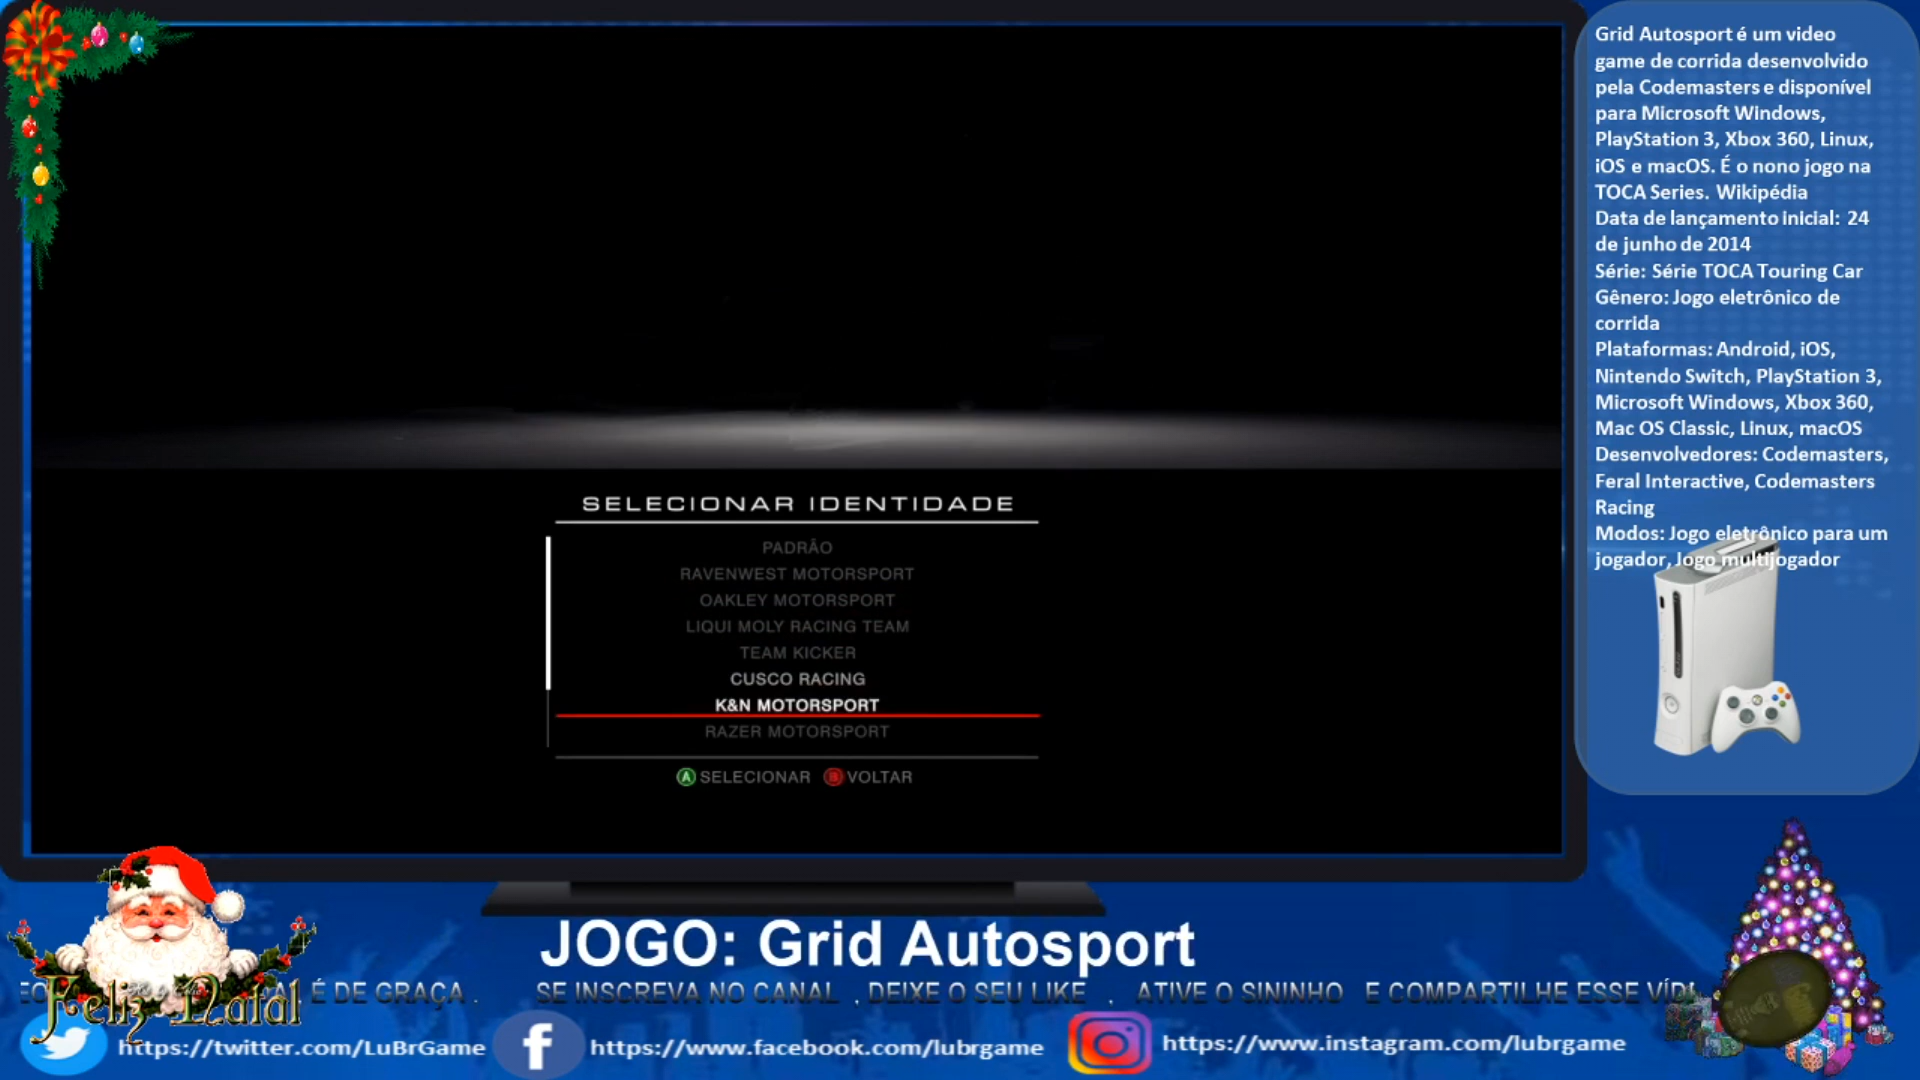 Grid Autosport é um video
game de corrida desenvolvido
pela Codemasters e disponível
para Microsoft Windows,
PlayStation 3, Xbox 360, Linux,
iOS e macOS. É o nono jogo na
TOCA Series. Wikipédia
Data de lançamento inicial: 24
de junho de 2014
Série: Série TOCA Touring Car
Gênero: Jogo eletrônico de
corrida
Plataformas: Android, iOS,
Nintendo Switch, PlayStation 3,
Microsoft Windows, Xbox 360,
Mac OS Classic, Linux, macOS
Desenvolvedores: Codemasters,
Feral Interactive, Codemasters
Racing
Modos: Jogo eletrônico para um
jogador, Jogo multijogador
SELECIONAR IDENTIDADE
PADRÃO
RAVENWEST MOTORSPORT
OAKLEY MOTORSPORT
LIQUI MOLY RACING TEAM
TEAM KICKER
CUSCO RACING
K&N MOTORSPORT
RAZER MOTORSPORT
A SELECIONAR B VOLTAR
JOGO: Grid Autosport
É DE GRAÇA . SE INSCREVA NO CANAL , DEIXE O SEU LIKE , ATIVE O SININHO E COMPARTILHE ESSE VÍD
Feliz Natal
https://twitter.com/LuBrGame https://www.facebook.com/lubrgame https://www.instagram.com/lubrgame